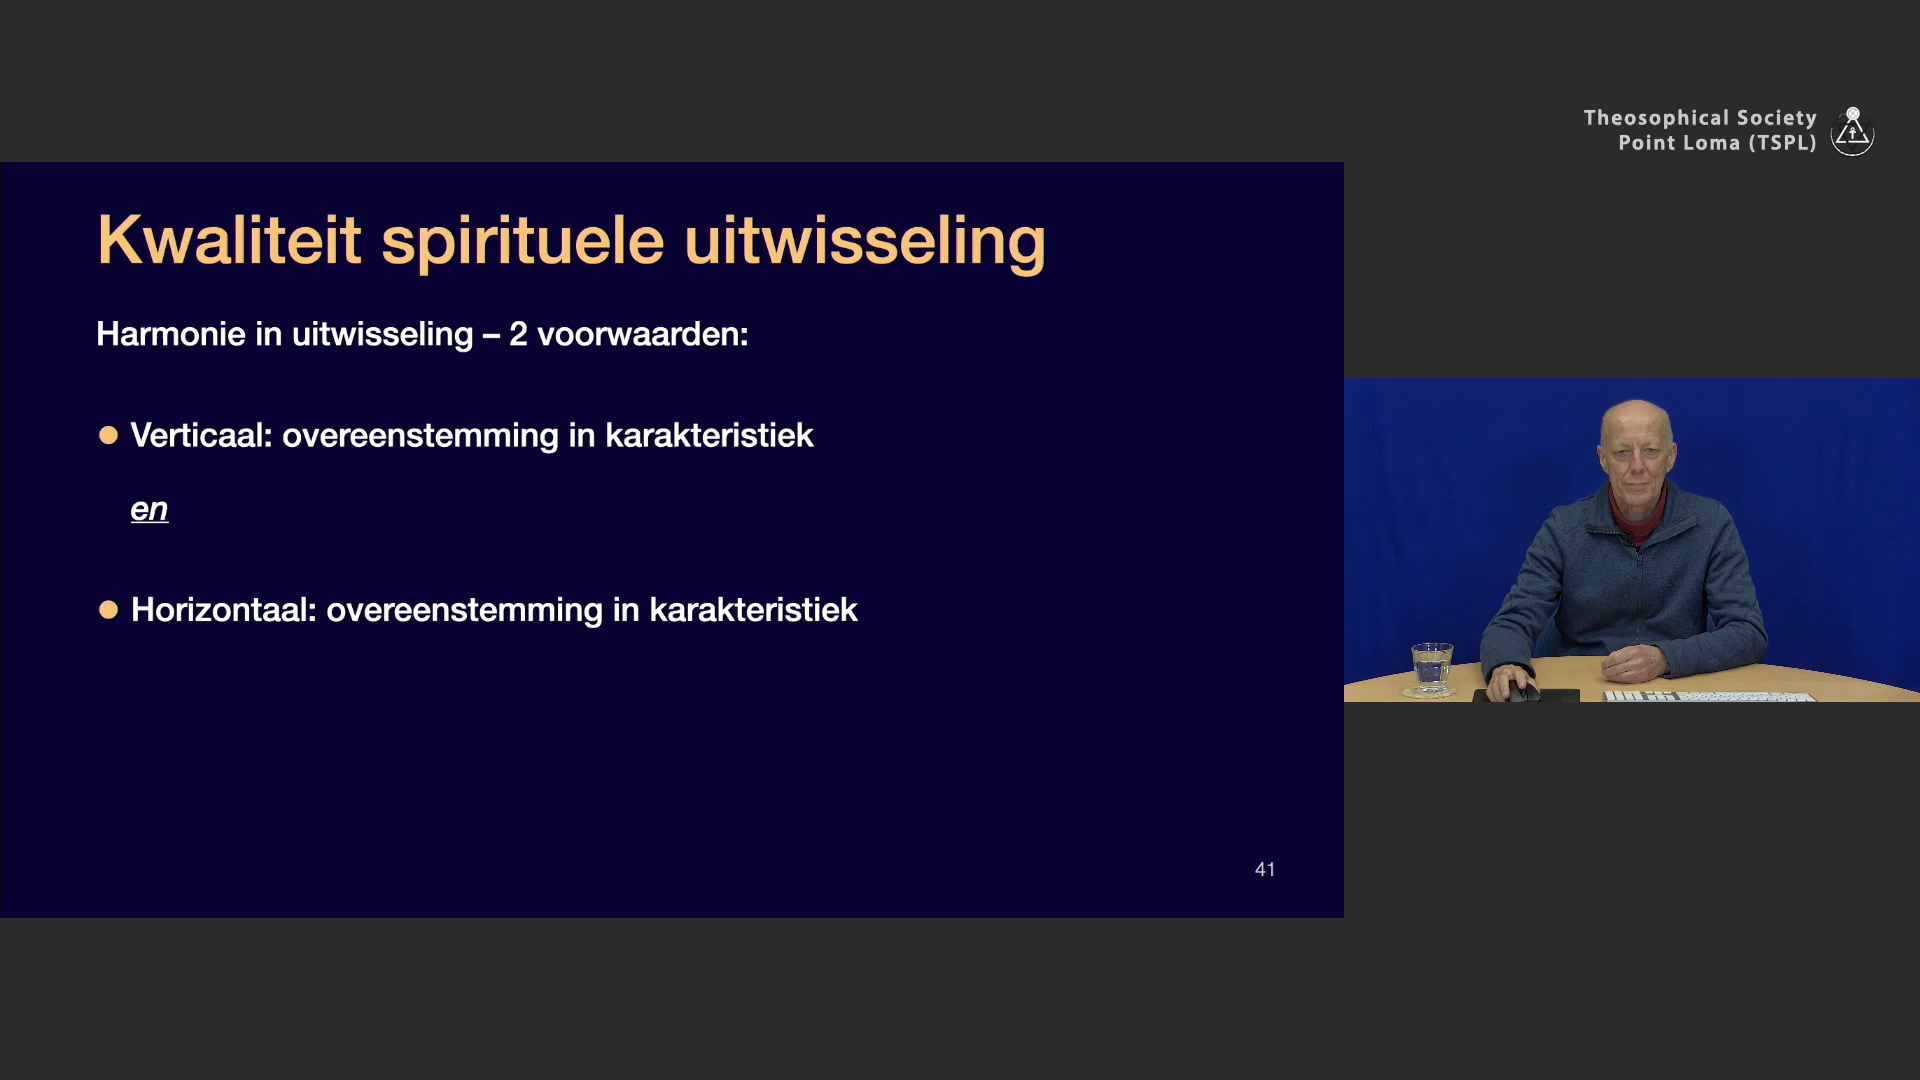 Theosophical Society
Point Loma (TSPL)
Kwaliteit spirituele uitwisseling
Harmonie in uitwisseling – 2 voorwaarden:
Verticaal: overeenstemming in karakteristiek
en
Horizontaal: overeenstemming in karakteristiek
41